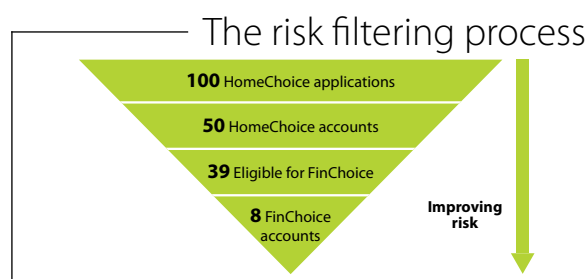 The risk filtering process
100 HomeChoice applications
50 HomeChoice accounts
39 Eligible for FinChoice
8 FinChoice
accounts
Improving
risk